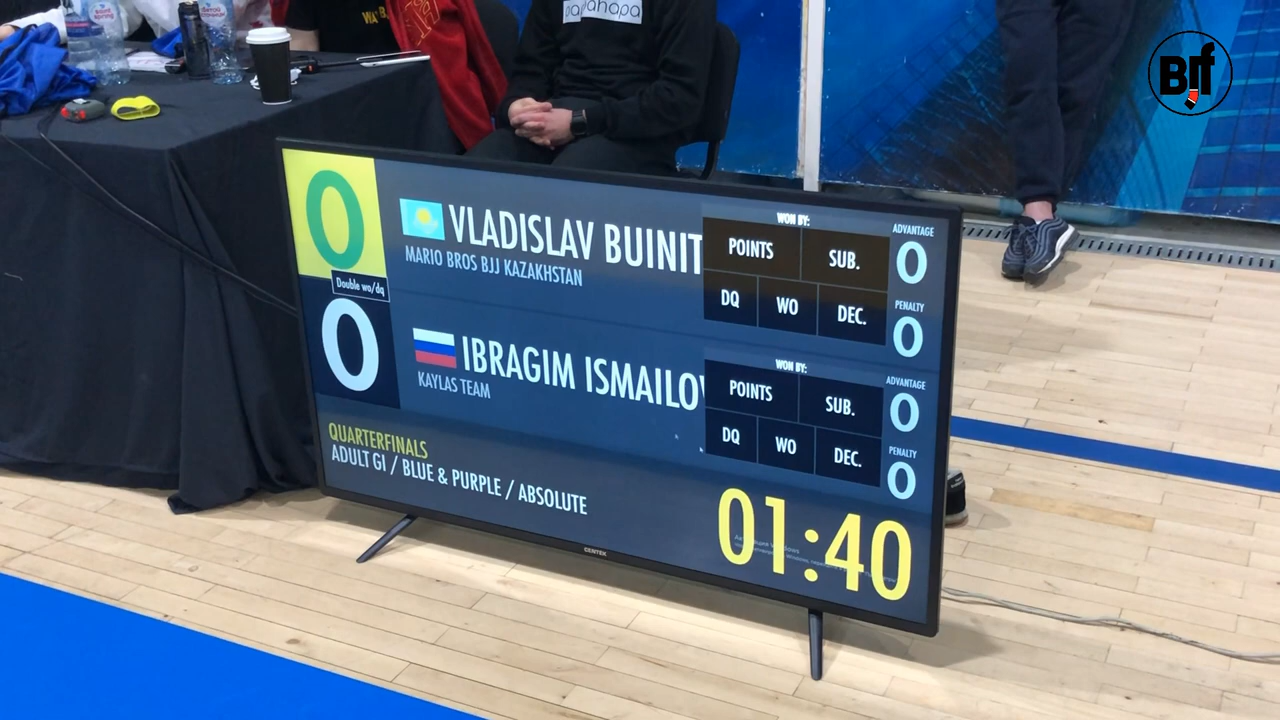 BJf
0
VLADISLAV BUINIT
MARIO BROS BJJ KAZAKHSTAN
WON BY:
POINTS
SUB.
DQ
WO
DEC.
ADVANTAGE
0
PENALTY
0
Double wo/dq
0
IBRAGIM ISMAILOV
KAYLAS TEAM
WON BY:
POINTS
SUB.
DQ
WO
DEC.
ADVANTAGE
0
PENALTY
0
QUARTERFINALS
ADULT GI / BLUE & PURPLE / ABSOLUTE
01:40
CENTEK